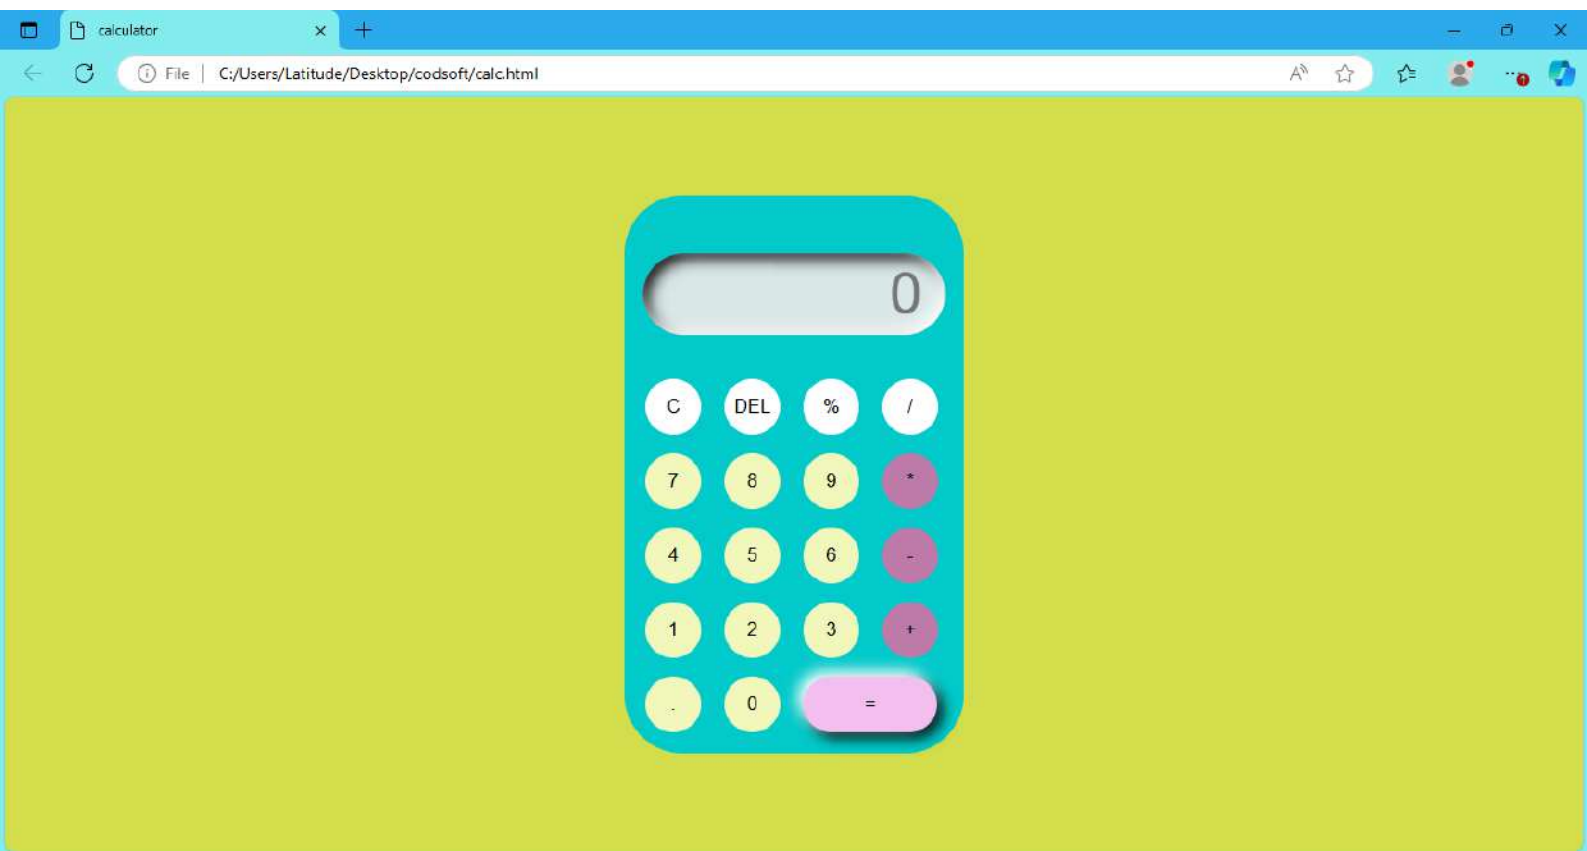 calculator
File C:/Users/Latitude/Desktop/codsoft/calc.html
0
C DEL % /
7 8 9 *
4 5 6 -
1 2 3 +
. 0 =